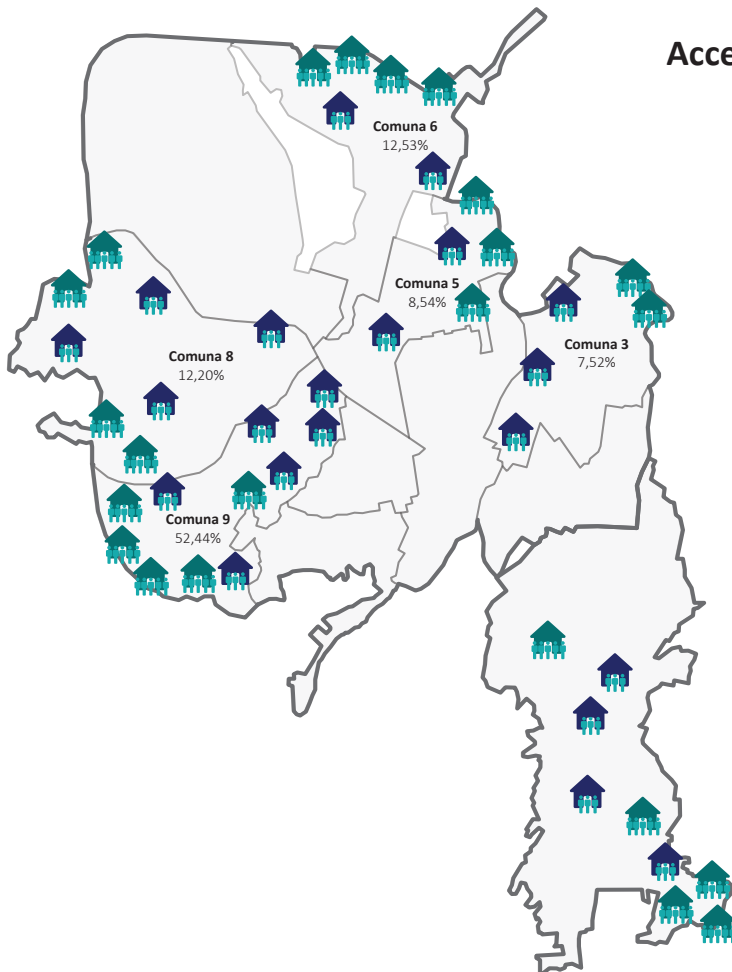 Acce
Comuna 6
12,53%
Comuna 5
8,54%
Comuna 3
7,52%
Comuna 8
12,20%
Comuna 9
52,44%